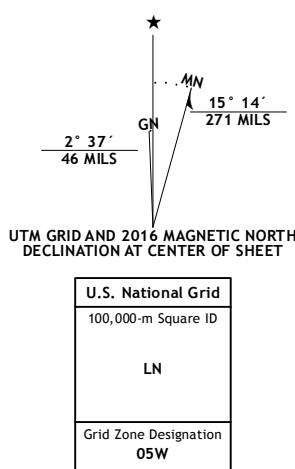 ★
MN
GN
15° 14´
271 MILS
2° 37´
46 MILS
UTM GRID AND 2016 MAGNETIC NORTH
DECLINATION AT CENTER OF SHEET
U.S. National Grid
100,000-m Square ID
LN
Grid Zone Designation
05W